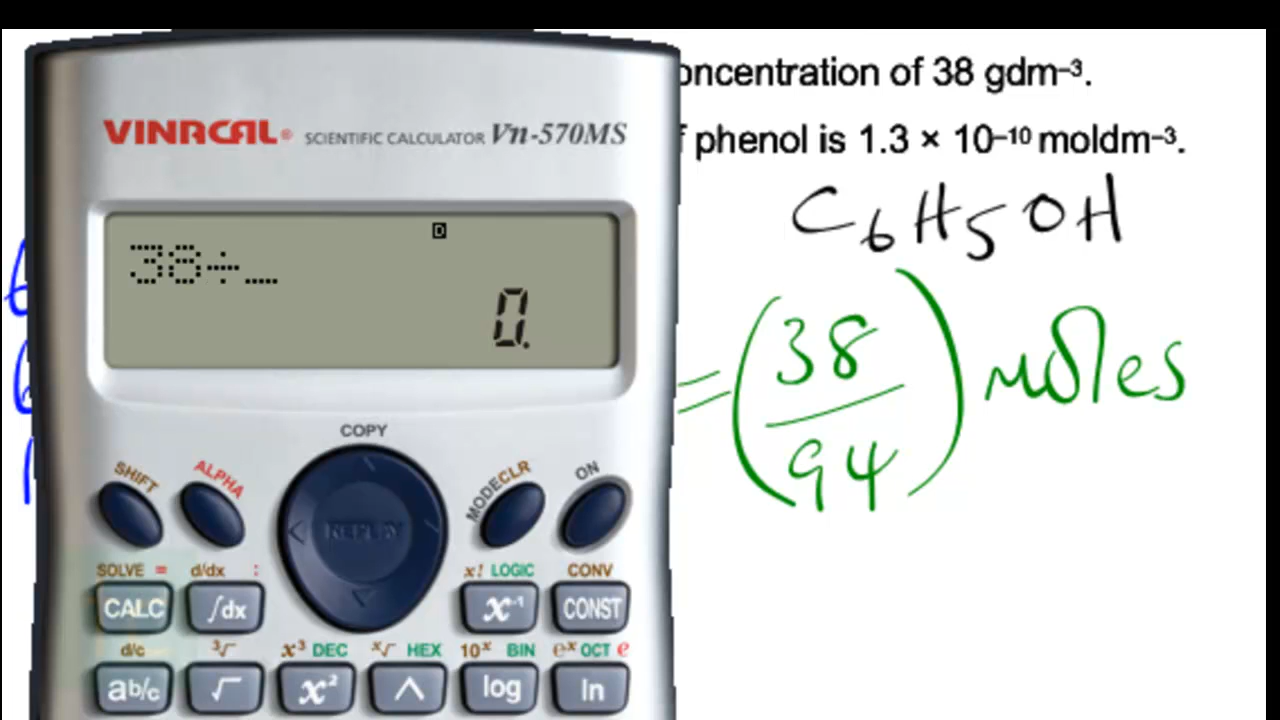 oncentration of 38 gdm⁻³.
f phenol is 1.3 × 10⁻¹⁰ moldm⁻³.
C₆H₅OH
= (38/94) moles
VINACAL® SCIENTIFIC CALCULATOR Vn-570MS
D
38÷_
0.
COPY
SHIFT ALPHA REPLAY MODE CLR ON
SOLVE = d/dx : x! LOGIC CONV
CALC ∫dx x⁻¹ CONST
d/c ³√ x³ DEC ˣ√ HEX 10ˣ BIN eˣ OCT e
ab/c √ x² ^ log ln